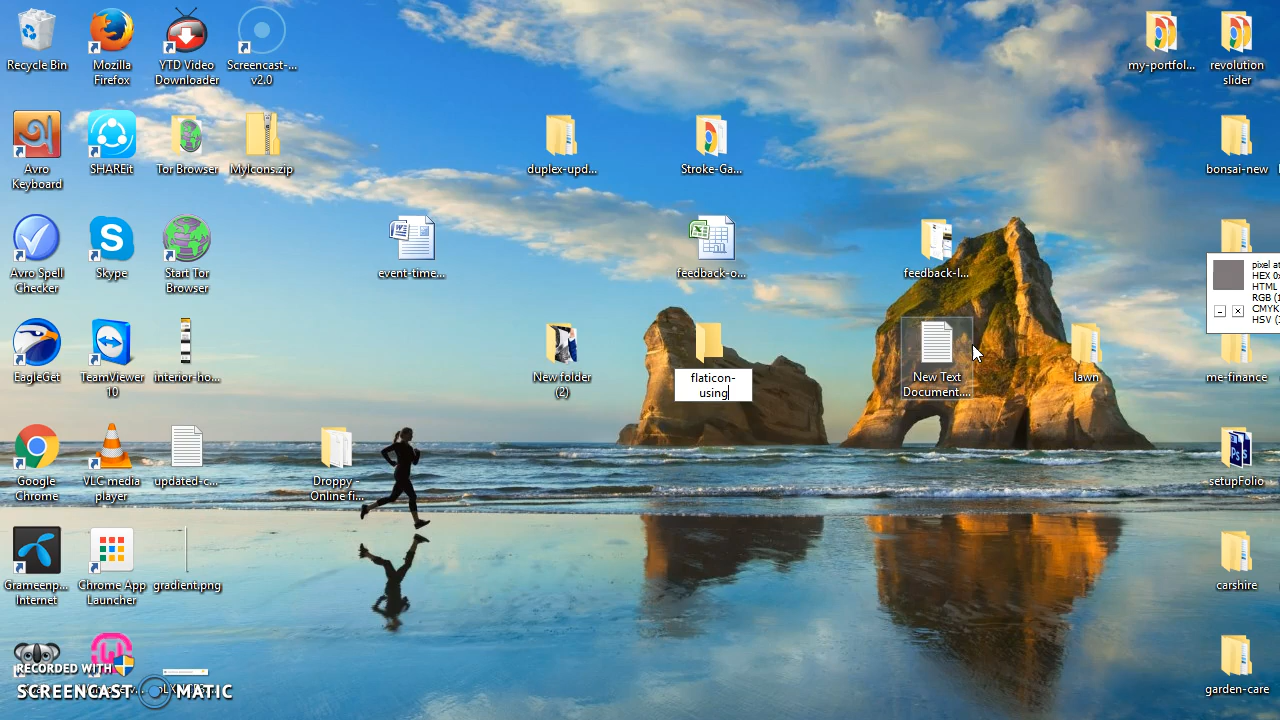 Recycle Bin
Mozilla
Firefox
YTD Video
Downloader
Screencast-...
v2.0
my-portfol...
revolution
slider
Avro
Keyboard
SHAREit
Tor Browser
MyIcons.zip
duplex-upd...
Stroke-Ga...
bonsai-new
Avro Spell
Checker
Skype
Start Tor
Browser
event-time...
feedback-o...
feedback-l...
pixel at
HEX 0x
HTML
RGB (1
CMYK
HSV (
EagleGet
TeamViewer
10
interior-ho...
New folder
(2)
flaticon-
using
New Text
Document....
lawn
me-finance
Google
Chrome
VLC media
player
updated-c...
Droppy
Online fi...
setupFolio
Grameenp...
Internet
Chrome App
Launcher
gradient.png
carshire
garden-care
RECORDED WITH
SCREENCAST MATIC